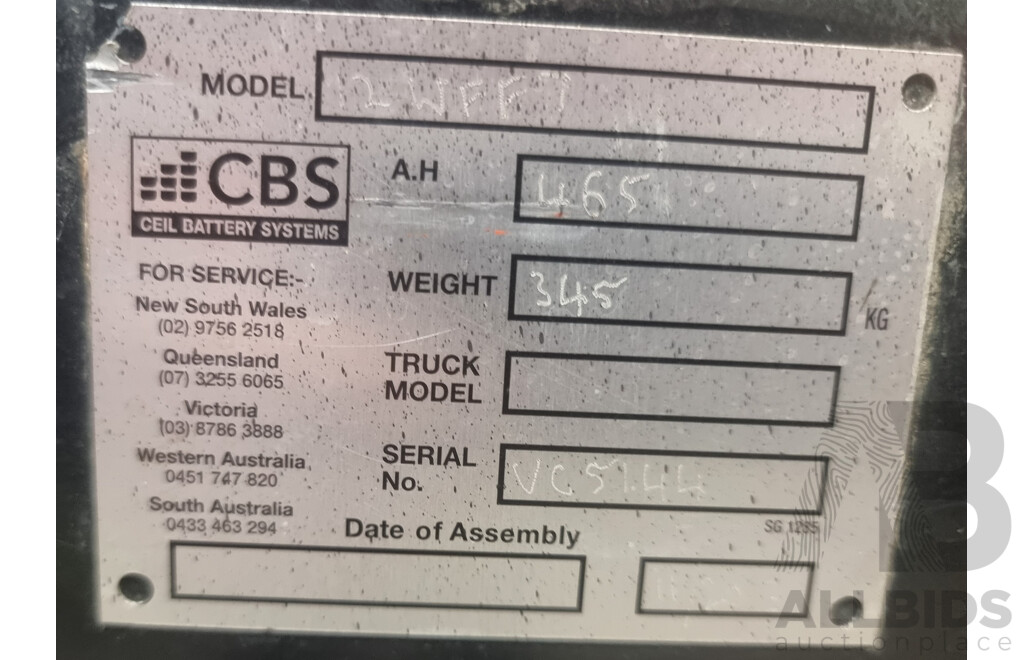 MODEL 12WFF7
CBS
CEIL BATTERY SYSTEMS
A.H 465
FOR SERVICE:-
New South Wales
(02) 9756 2518
Queensland
(07) 3255 6065
Victoria
(03) 8786 3888
Western Australia
0451 747 820
South Australia
0433 463 294
WEIGHT 345 KG
TRUCK
MODEL
SERIAL
No. VC5144
SG 1285
Date of Assembly
ALLBIDS
auctionplace